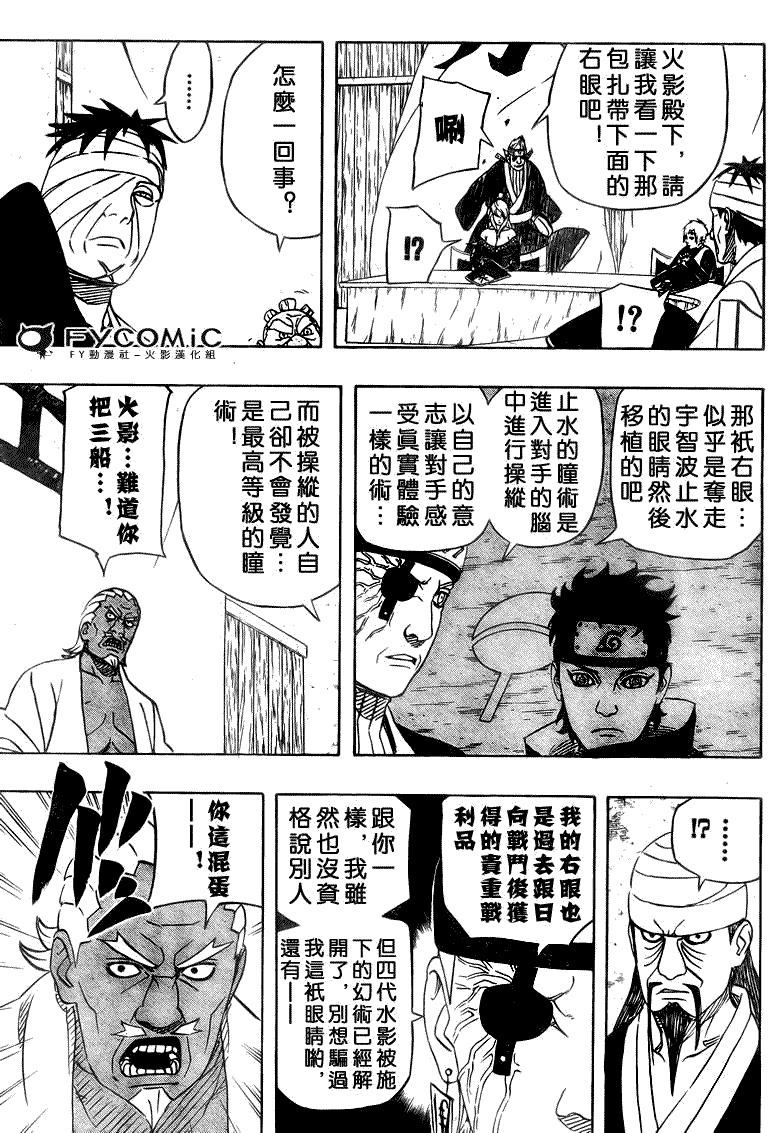 火影殿下，請
讓我看一下那
包扎帶下面的
右眼吧！
!?
!?
怎麼一回事？
……
FYCOMiC
FY動漫社－火影漢化組
那祇右眼…
似乎是奪走
宇智波止水
的眼睛然後
移植的吧
止水的瞳術是
進入對手的腦
中進行操縱
以自己的意
志讓對手感
受真實體驗
一樣的術…
而被操縱的人自
己卻不會發覺…
是最高等級的瞳
術！
火影…難道你
把三船…！
……
!?
我的右眼也
是過去跟日
向戰鬥後獲
得的貴重戰
利品
跟你一
樣，我雖
然也沒資
格說別人
但四代水影被施
下的幻術已經解
開了，別想騙過
我這祇眼睛喲，
還有——
你這混蛋
——！